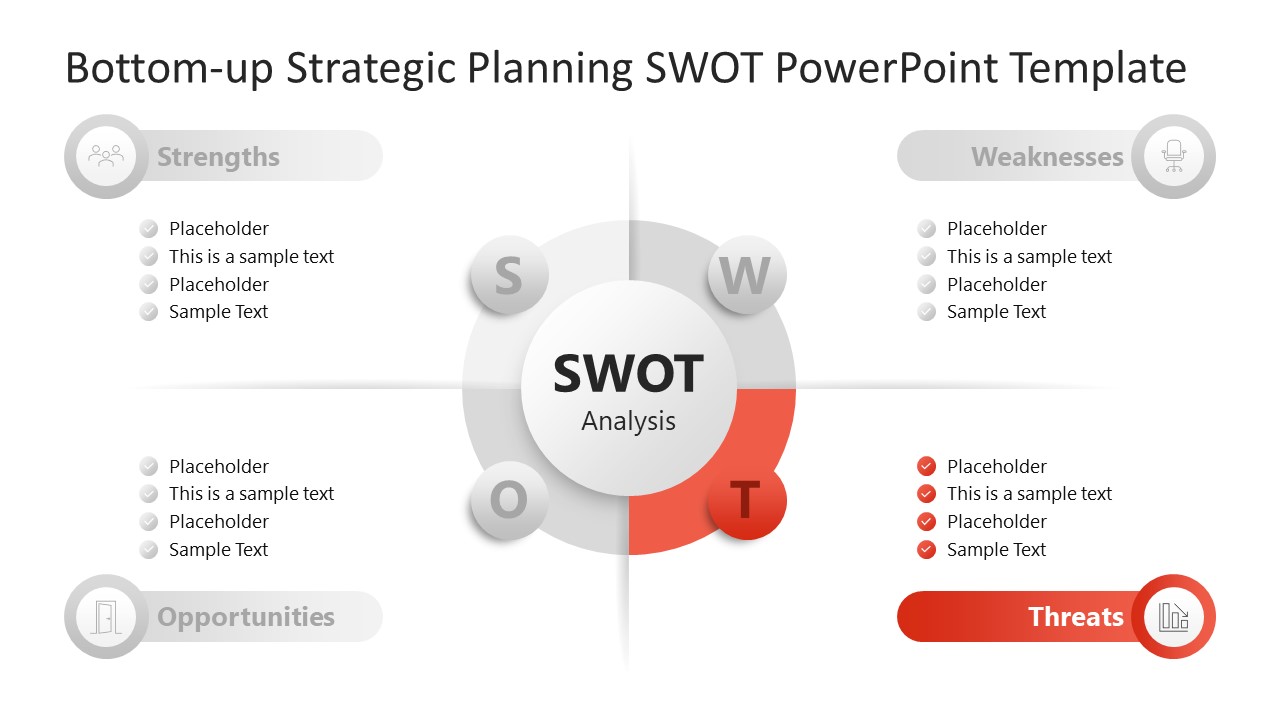 Bottom-up Strategic Planning SWOT PowerPoint Template
Strengths
Placeholder
This is a sample text
Placeholder
Sample Text
Weaknesses
Placeholder
This is a sample text
Placeholder
Sample Text
S
W
SWOT
Analysis
O
T
Placeholder
This is a sample text
Placeholder
Sample Text
Opportunities
Placeholder
This is a sample text
Placeholder
Sample Text
Threats